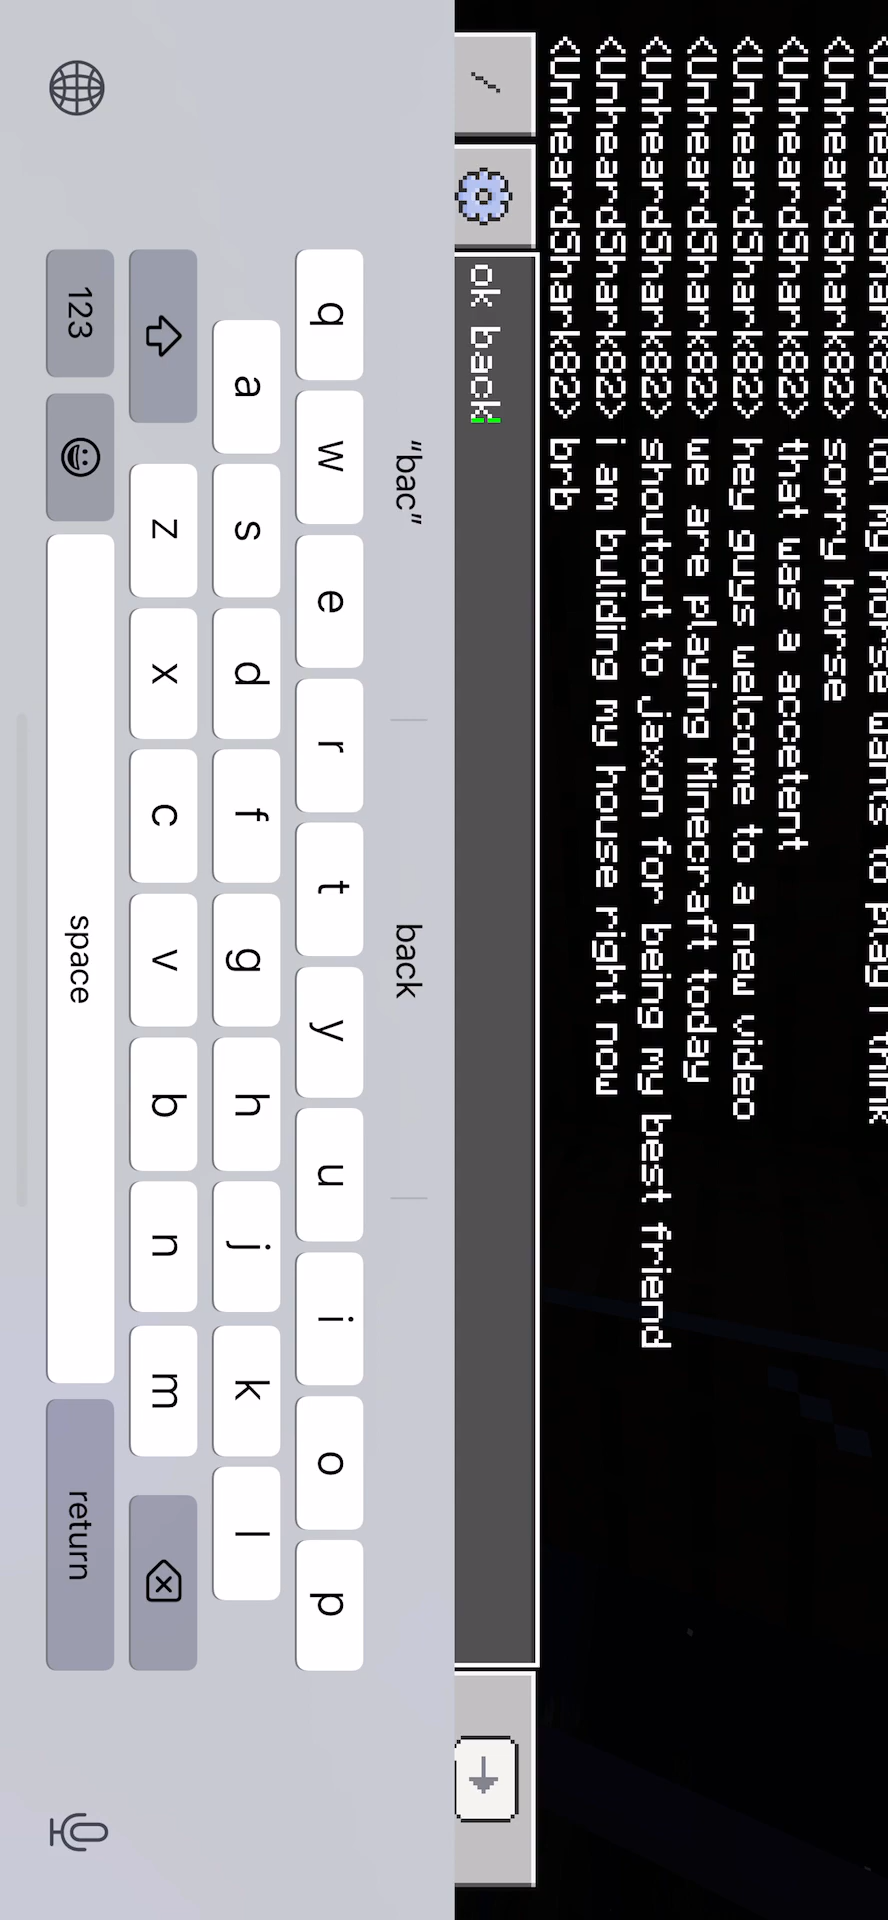 <UnheardShark82> lol my horse wants to play i think
<UnheardShark82> sorry horse
<UnheardShark82> that was a accetent
<UnheardShark82> hey guys welcome to a new video
<UnheardShark82> we are playing Minecraft today
<UnheardShark82> shoutout to jaxon for being my best friend
<UnheardShark82> i am buliding my house right now
<UnheardShark82> brb
/
ok back
"bac" back
q w e r t y u i o p
a s d f g h j k l
z x c v b n m
123 space return